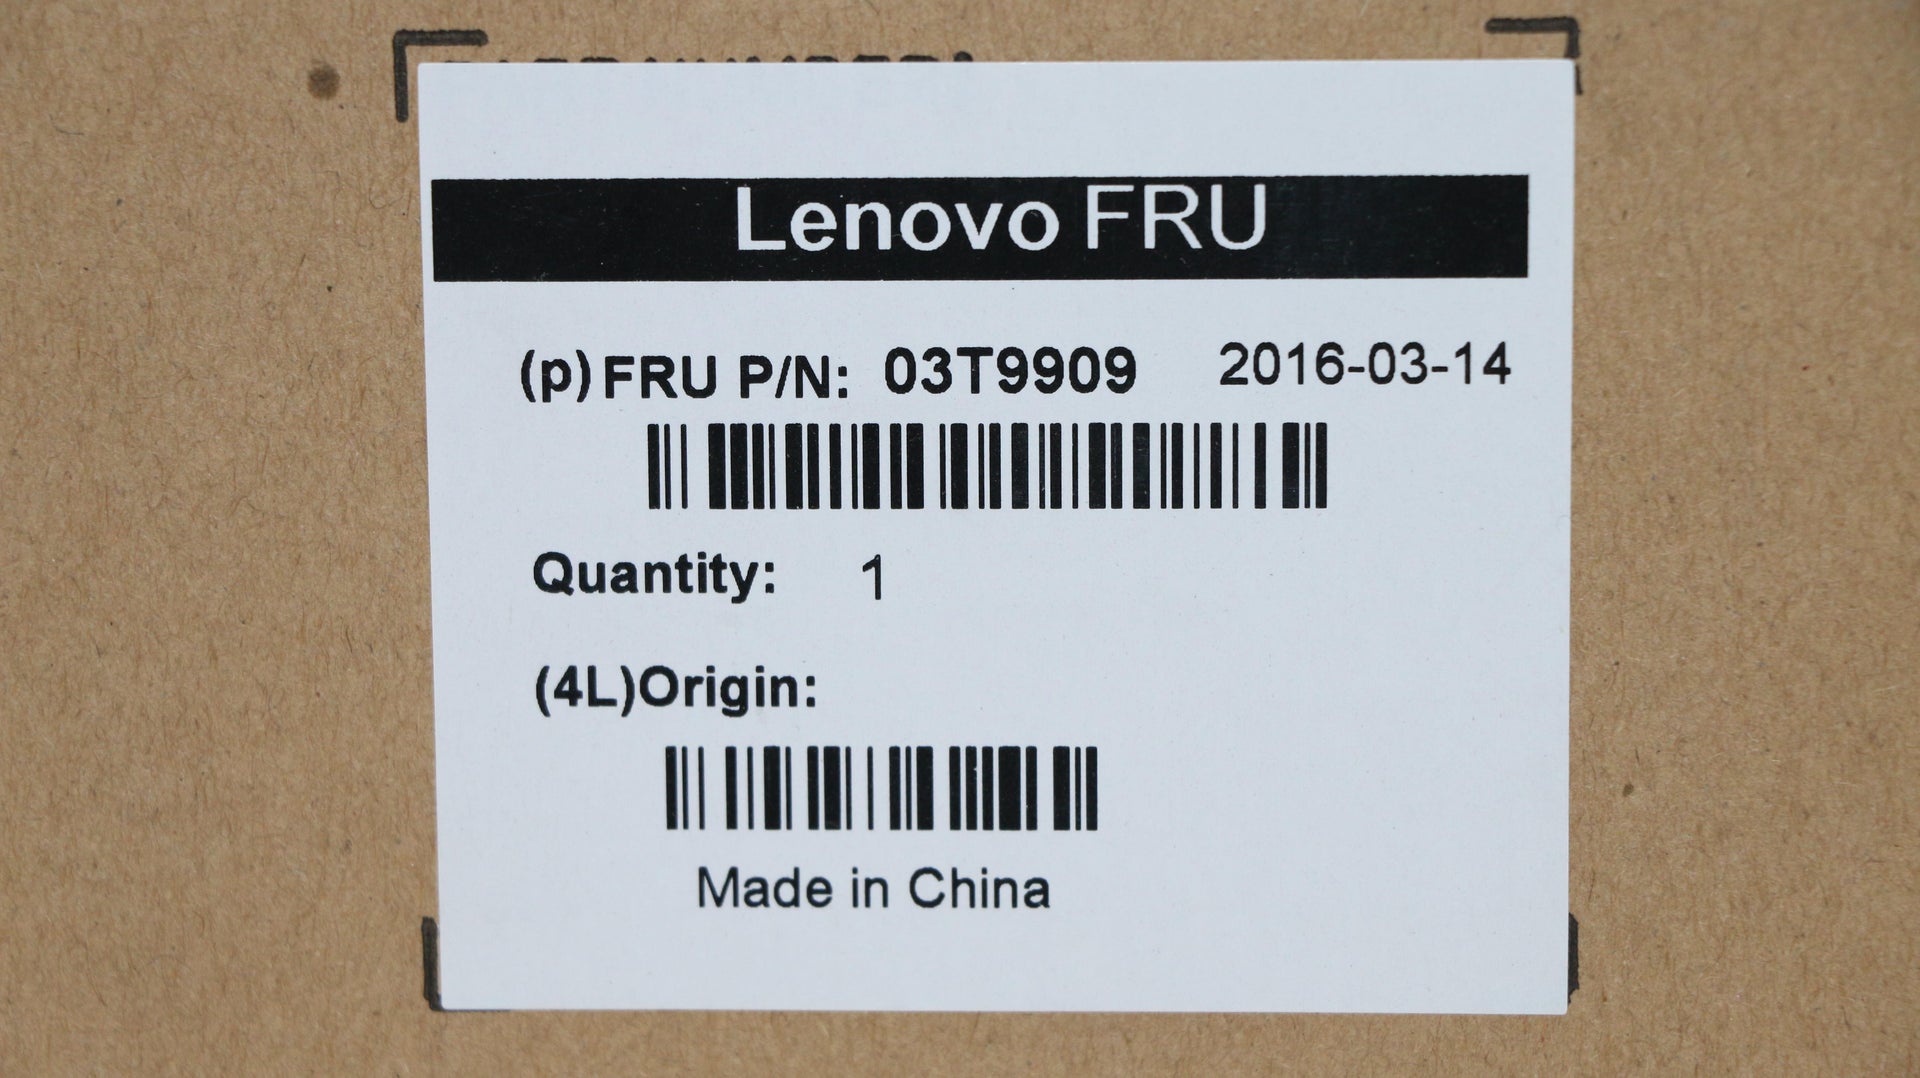 Lenovo FRU
(p)FRU P/N: 03T9909 2016-03-14
Quantity: 1
(4L)Origin:
Made in China